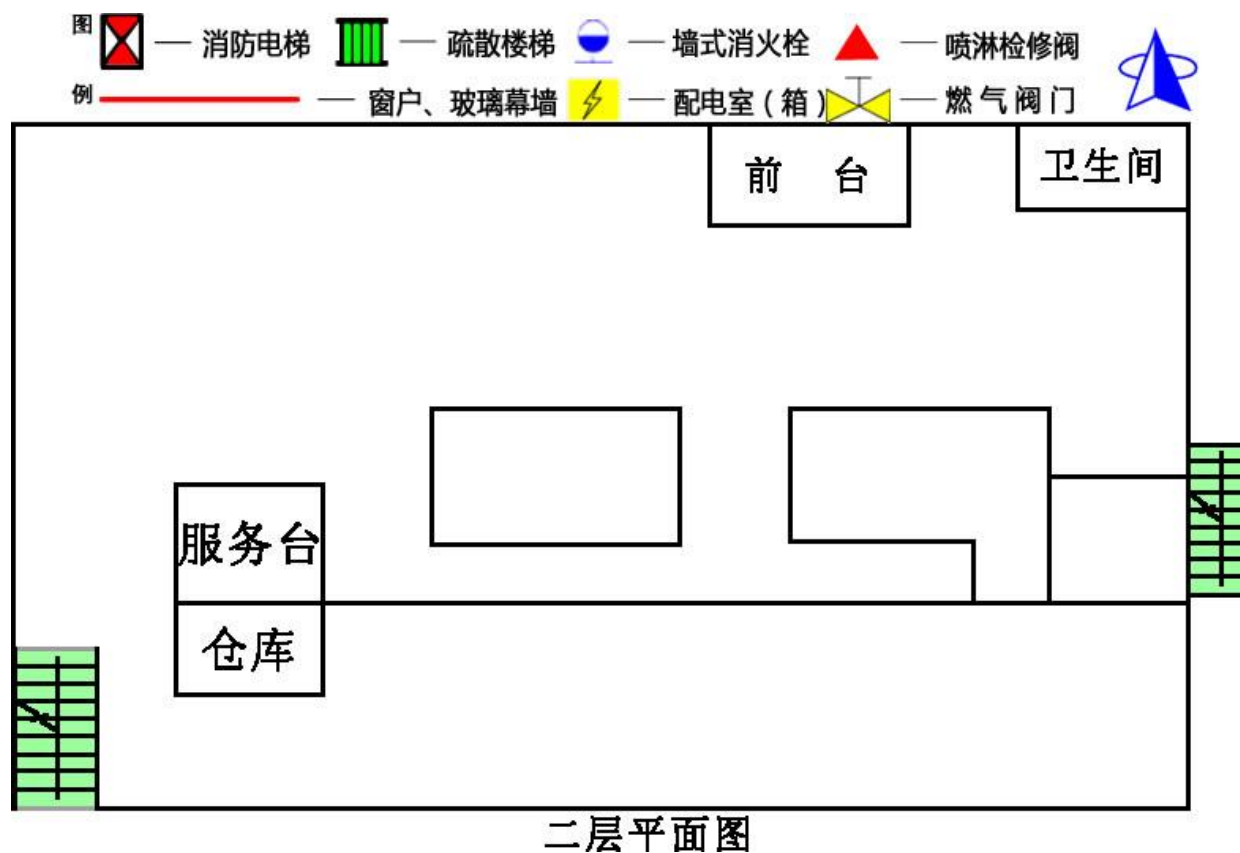 图 — 消防电梯 — 疏散楼梯 — 墙式消火栓 — 喷淋检修阀
例 — 窗户、玻璃幕墙 — 配电室（箱） — 燃气阀门
前 台
卫生间
服务台
仓库
二层平面图